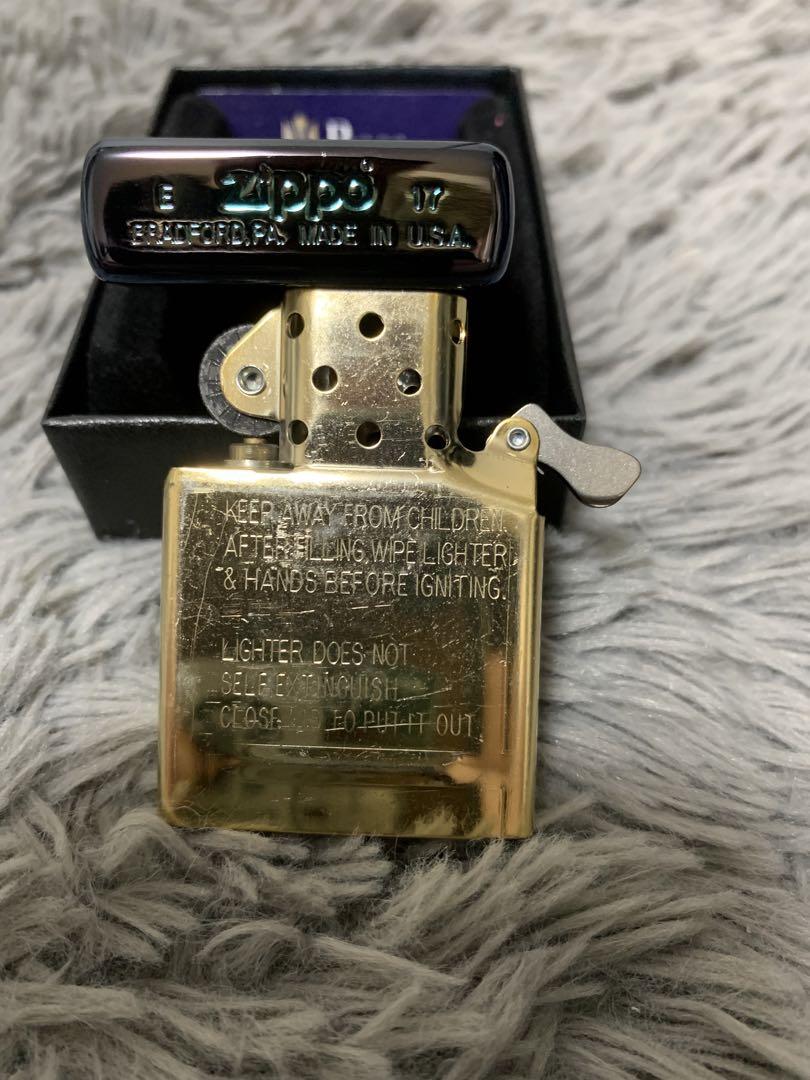 E Zippo 17
BRADFORD,PA. MADE IN U.S.A.
KEEP AWAY FROM CHILDREN.
AFTER FILLING, WIPE LIGHTER
& HANDS BEFORE IGNITING.
LIGHTER DOES NOT
SELF EXTINGUISH
CLOSE TO PUT IT OUT